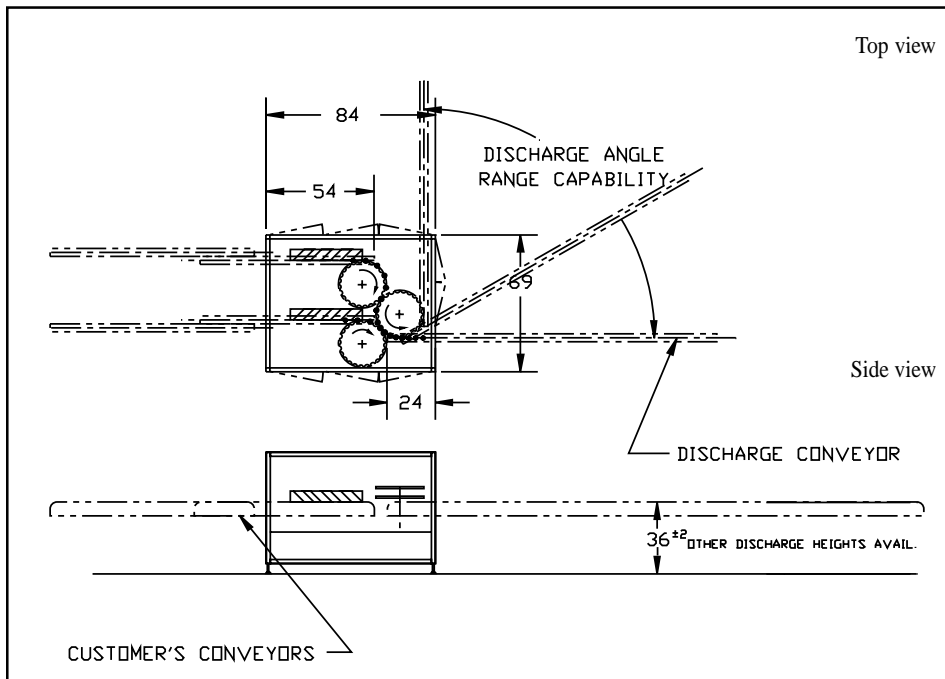 Top view
84
DISCHARGE ANGLE
RANGE CAPABILITY
54
69
Side view
24
DISCHARGE CONVEYOR
36±2 OTHER DISCHARGE HEIGHTS AVAIL.
CUSTOMER'S CONVEYORS